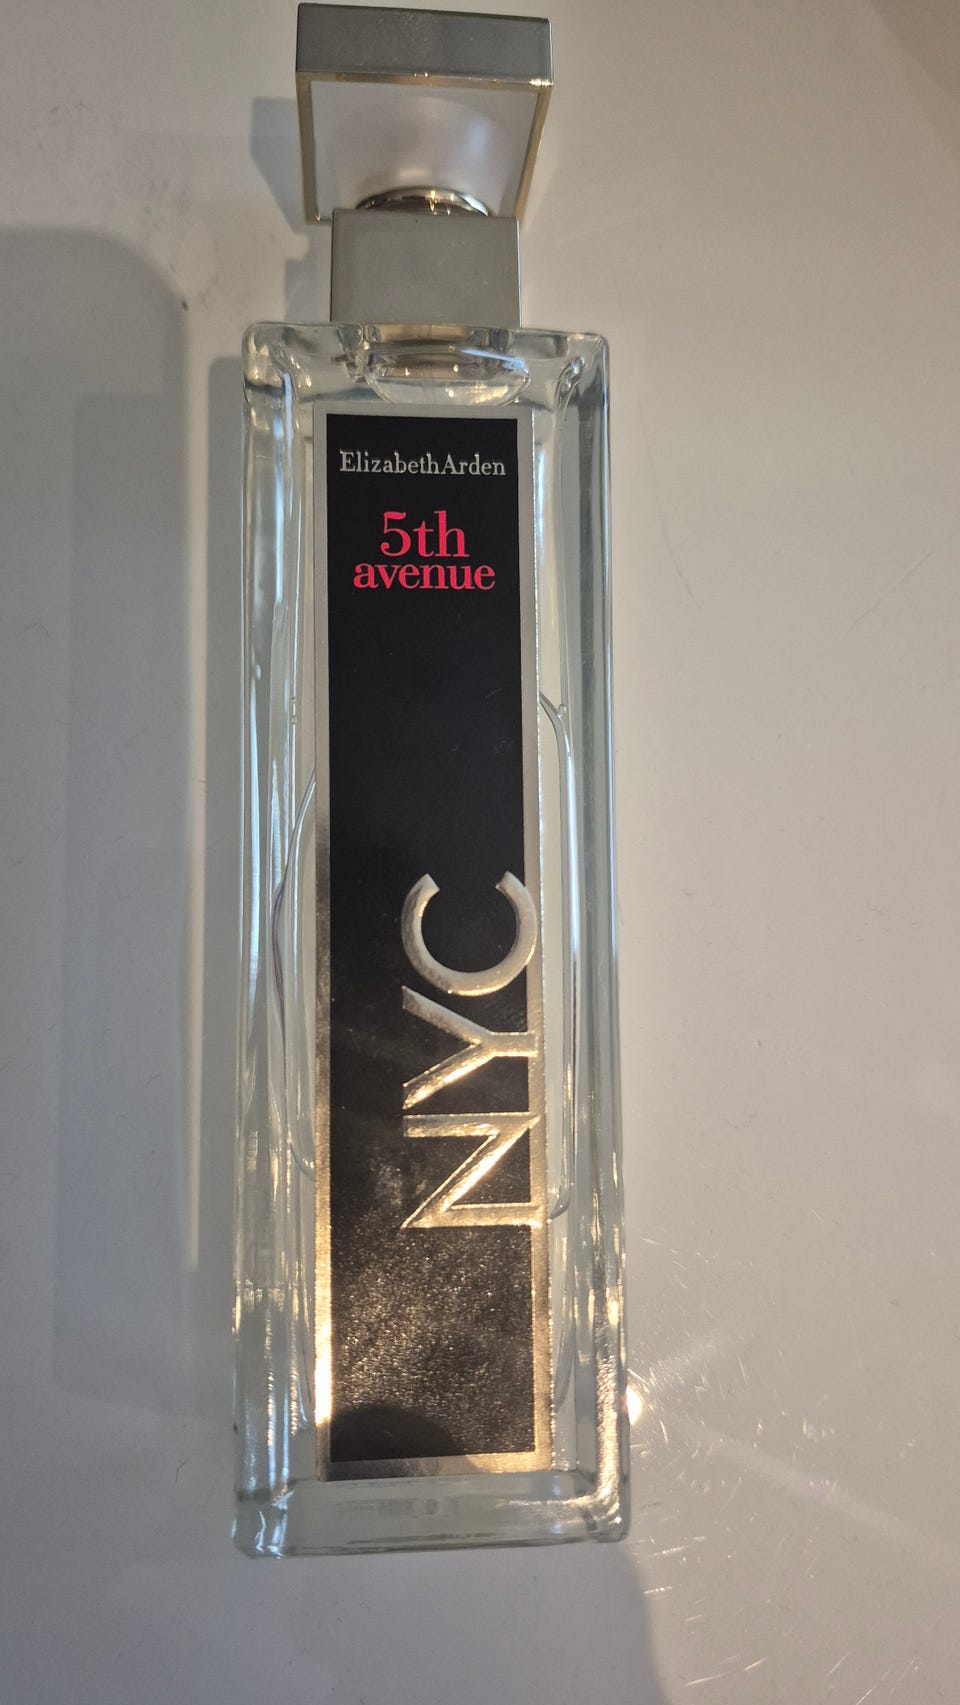 ElizabethArden
5th
avenue
NYC